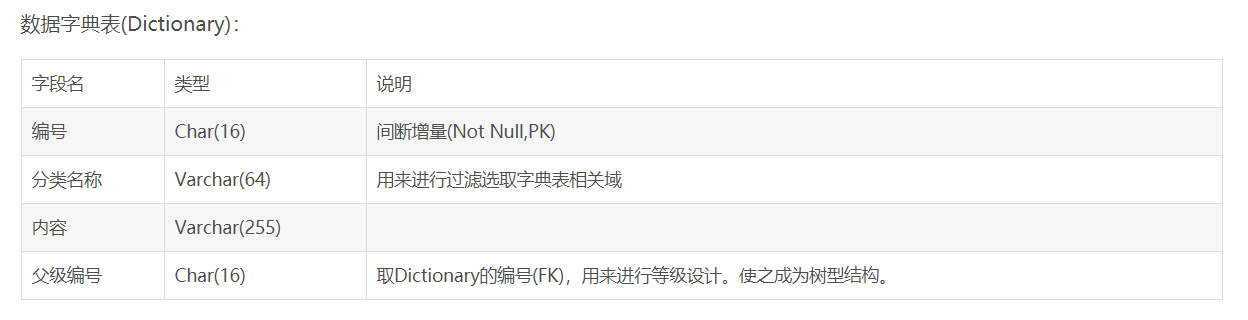 数据字典表(Dictionary)：
字段名 类型 说明
编号 Char(16) 间断增量(Not Null,PK)
分类名称 Varchar(64) 用来进行过滤选取字典表相关域
内容 Varchar(255)
父级编号 Char(16) 取Dictionary的编号(FK)，用来进行等级设计。使之成为树型结构。